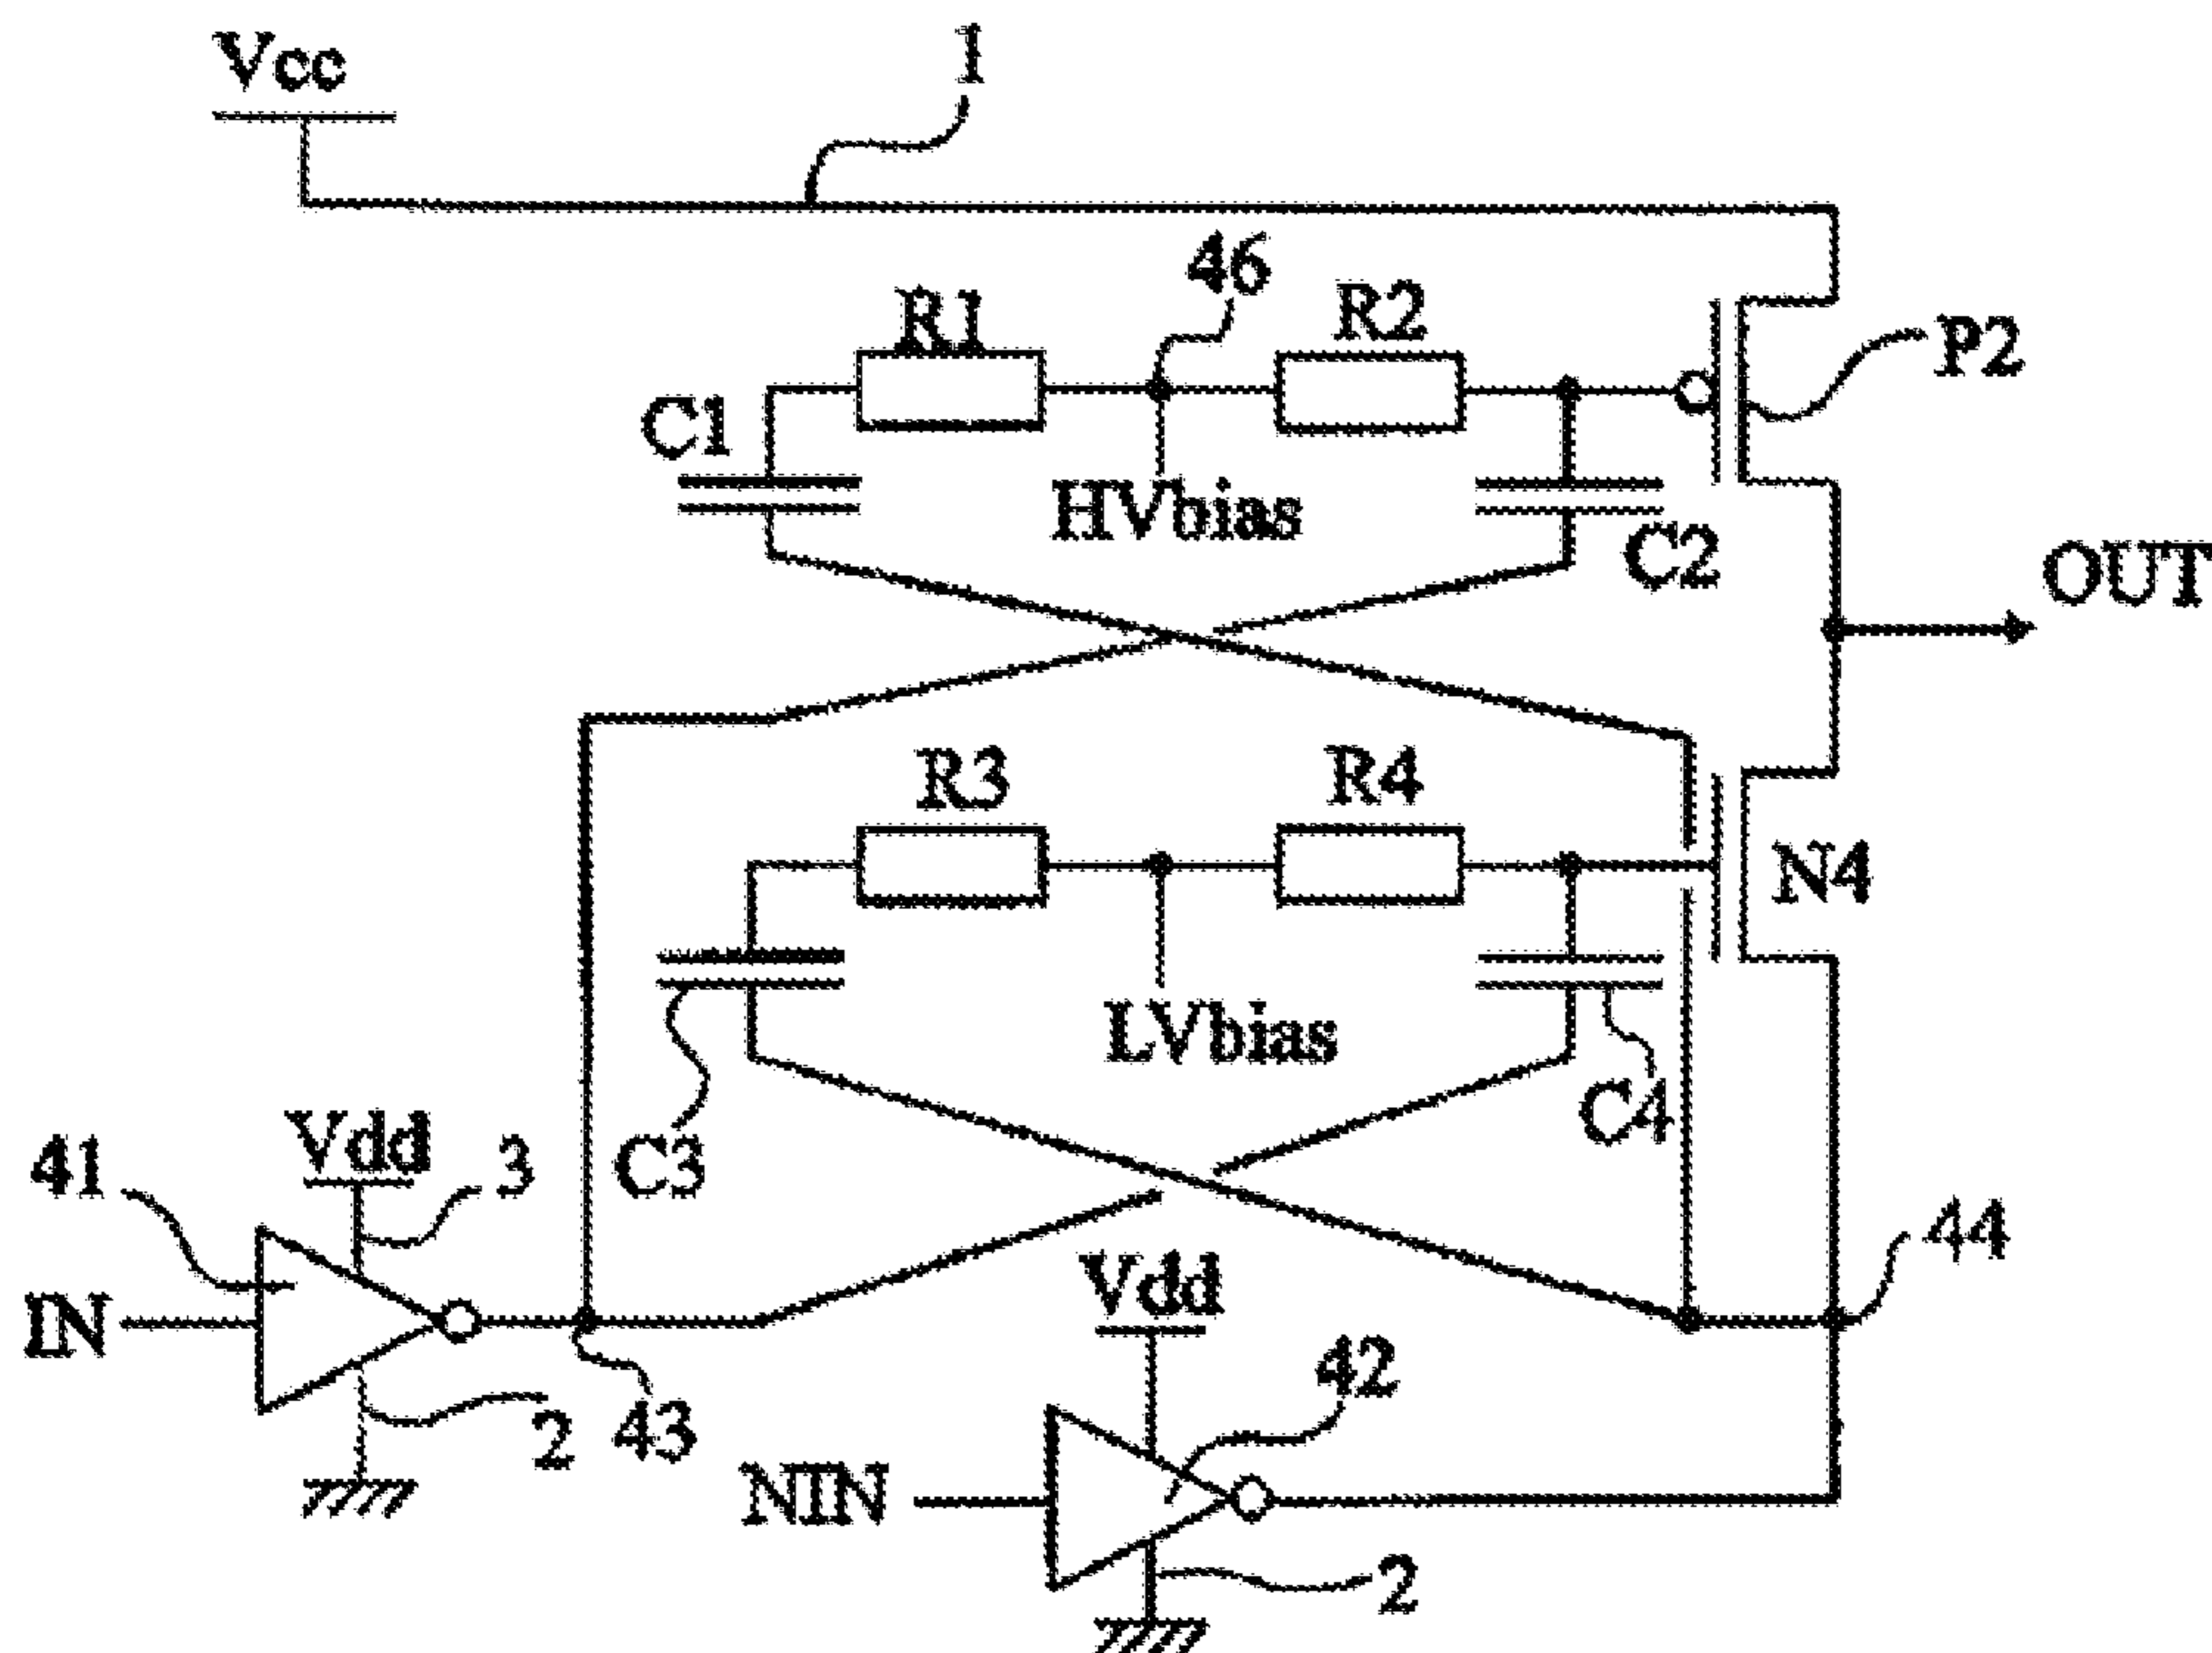 Vcc
1
46
R1
R2
P2
C1
HVbias
C2
OUT
R3
R4
N4
LVbias
C3
C4
Vdd
41
3
44
IN
Vdd
42
2
43
NIN
2